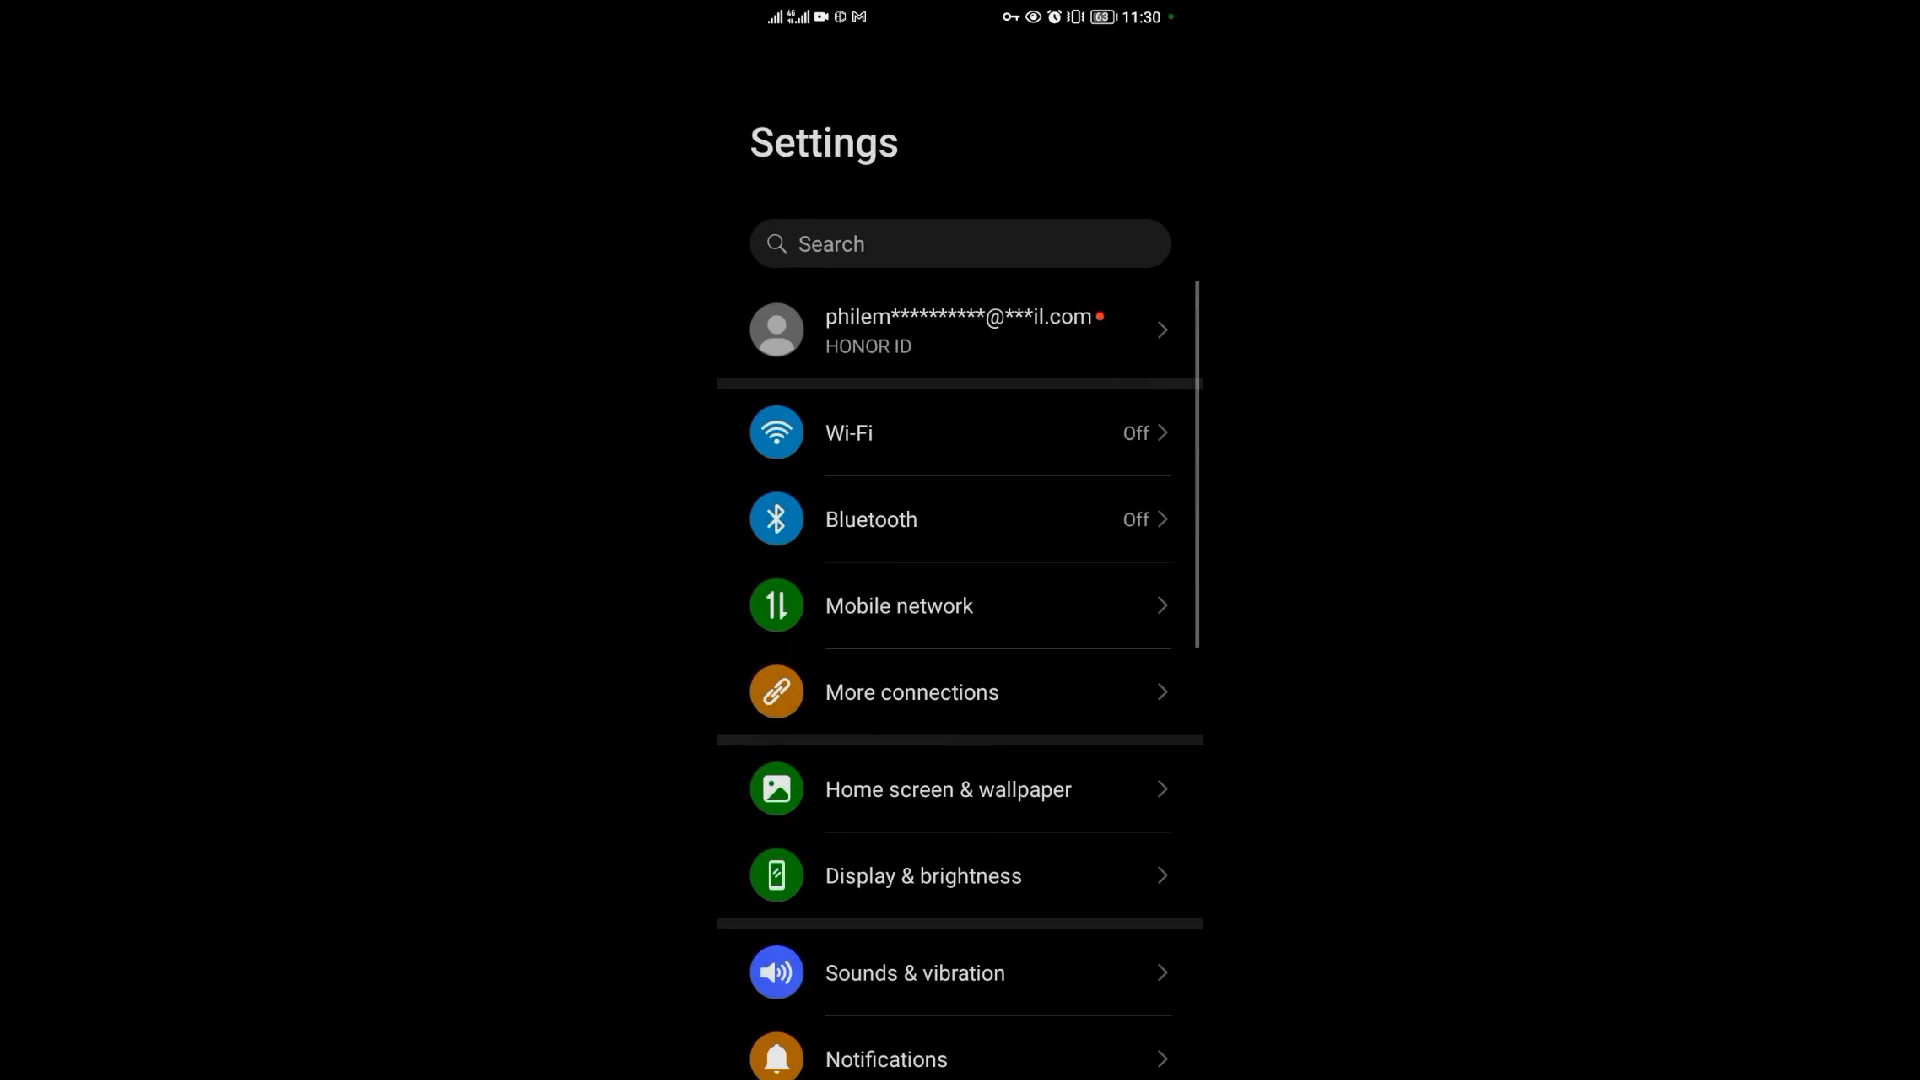 63 11:30
Settings
Search
philem**********@***il.com
HONOR ID
Wi-Fi Off
Bluetooth Off
Mobile network
More connections
Home screen & wallpaper
Display & brightness
Sounds & vibration
Notifications